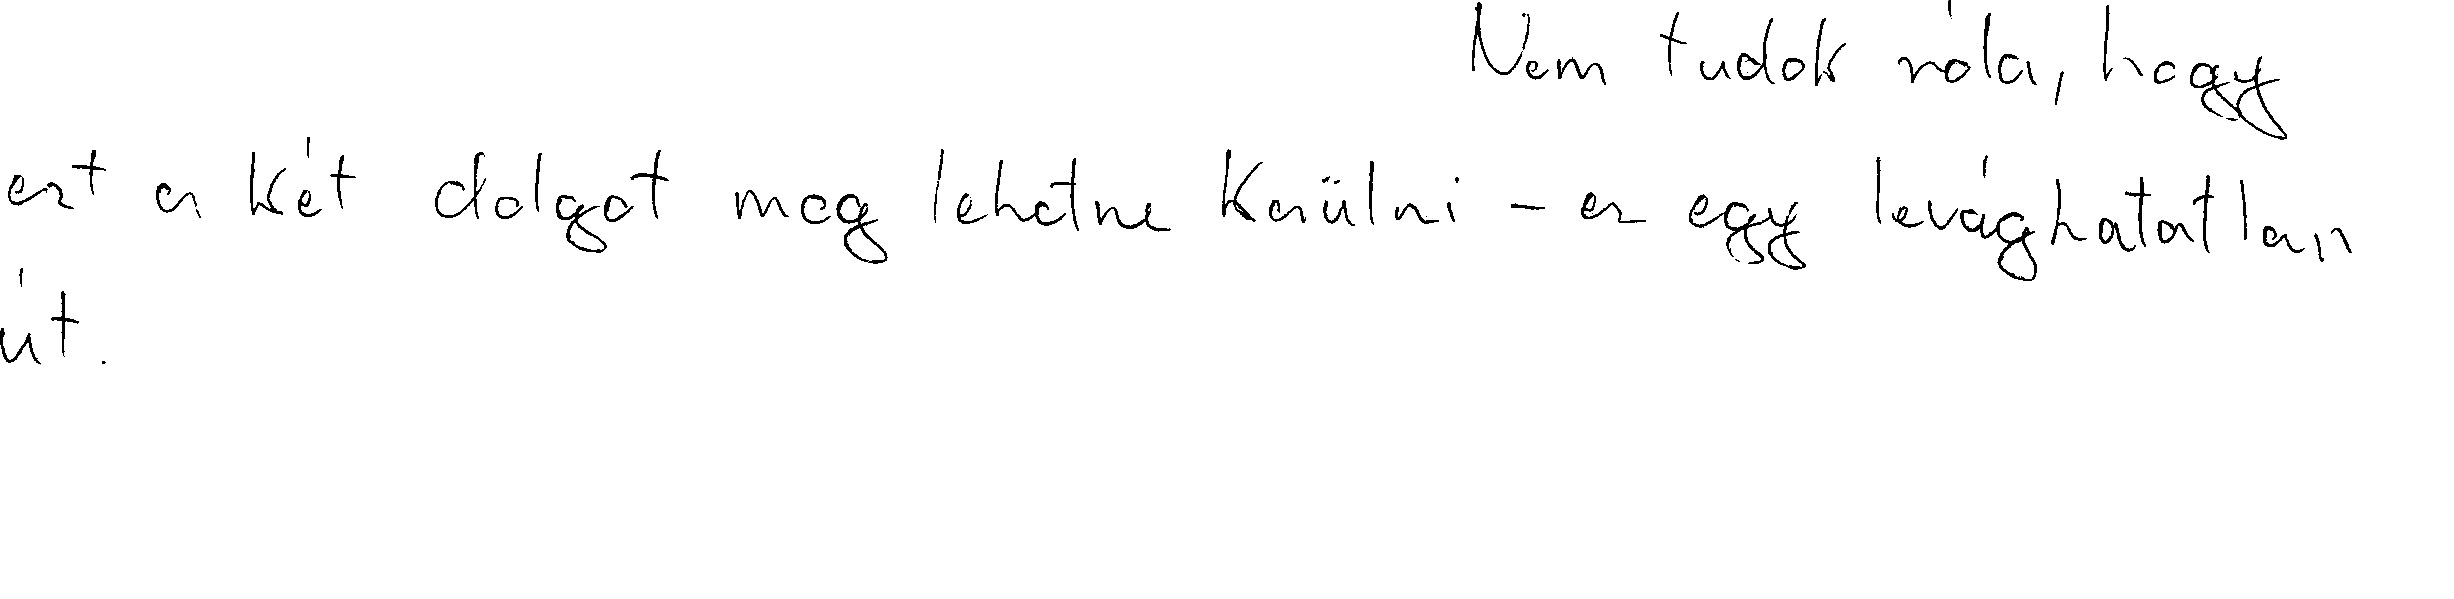 Nem tudok róla, hogy
ezt a két dolgot meg lehetne kerülni – ez egy levághatatlan
út.